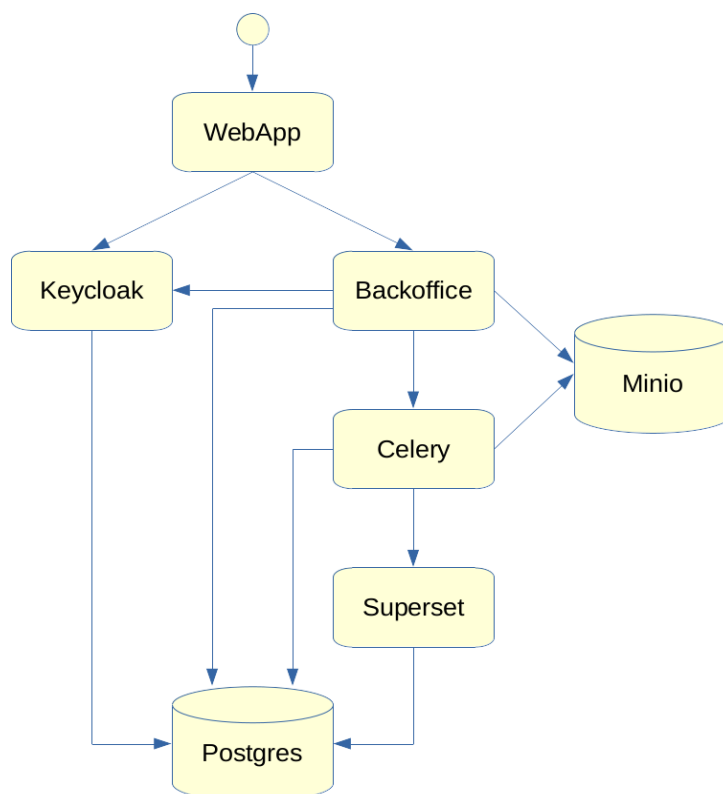 WebApp
Keycloak
Backoffice
Minio
Celery
Superset
Postgres